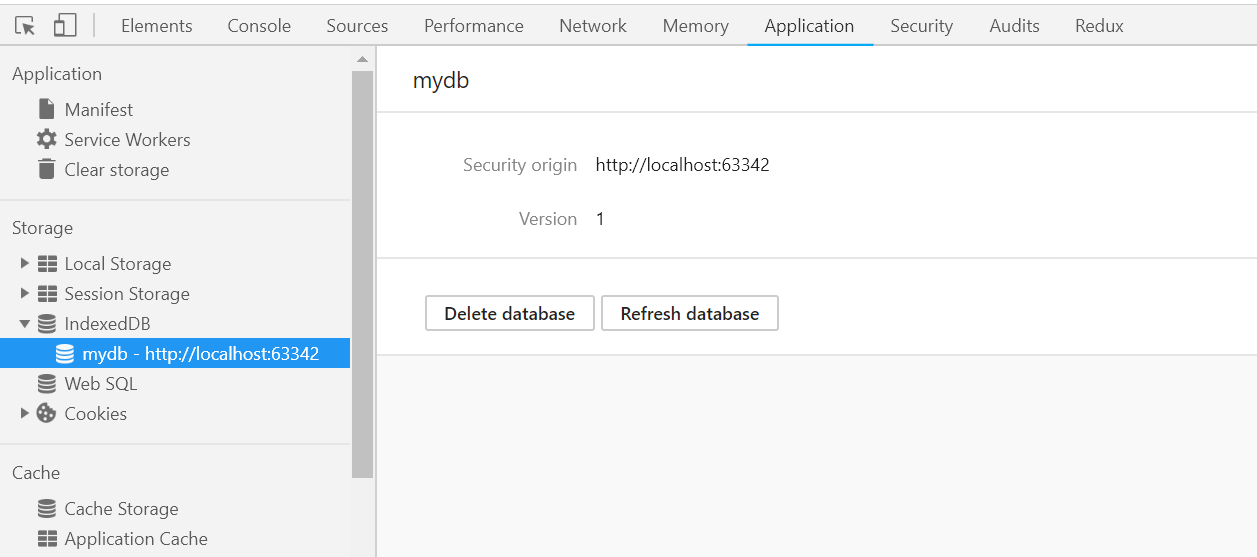 Elements Console Sources Performance Network Memory Application Security Audits Redux
Application
Manifest
Service Workers
Clear storage
Storage
Local Storage
Session Storage
IndexedDB
mydb - http://localhost:63342
Web SQL
Cookies
Cache
Cache Storage
Application Cache
mydb
Security origin http://localhost:63342
Version 1
Delete database Refresh database